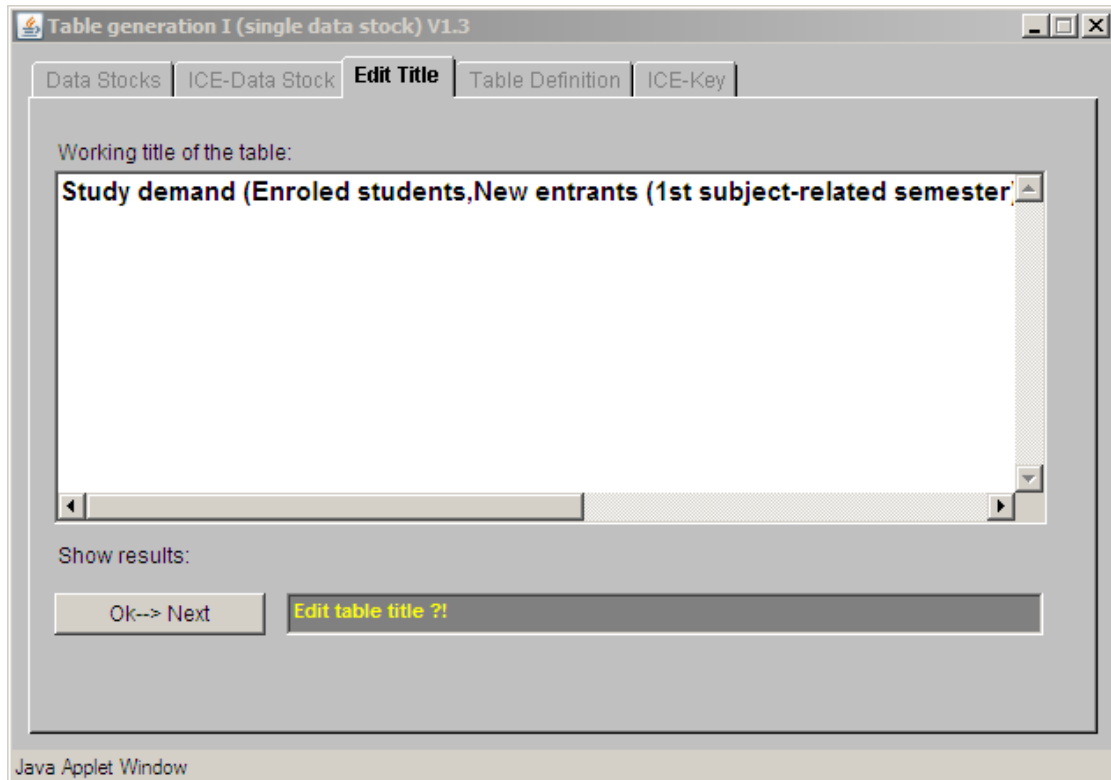 Table generation I (single data stock) V1.3
Data Stocks ICE-Data Stock Edit Title Table Definition ICE-Key
Working title of the table:
Study demand (Enroled students,New entrants (1st subject-related semester)
Show results:
Ok--> Next Edit table title ?!
Java Applet Window